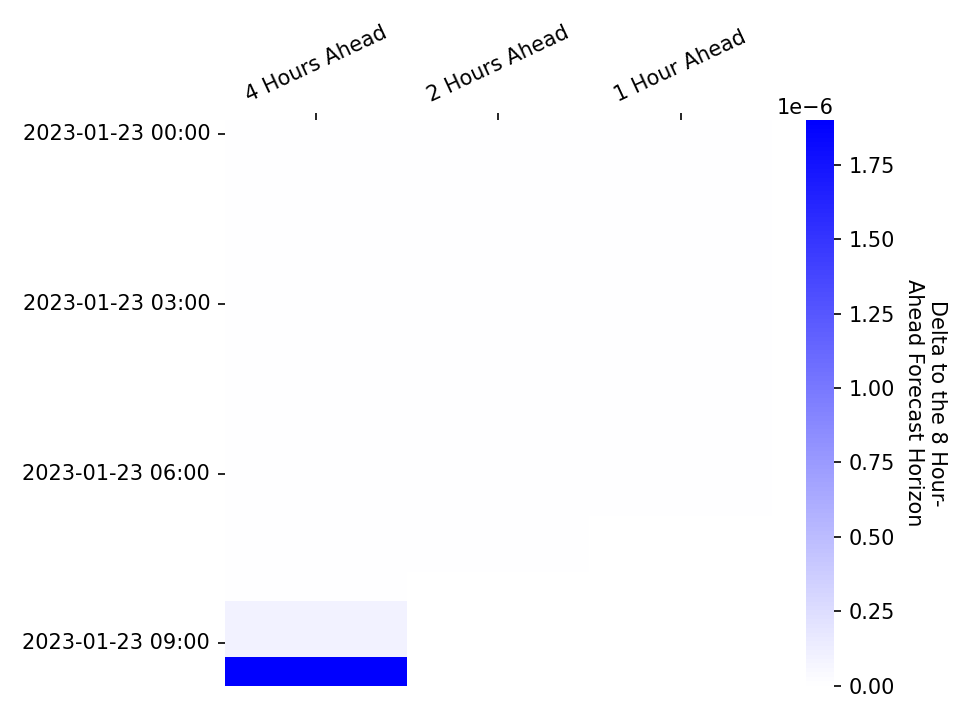 4 Hours Ahead
2 Hours Ahead
1 Hour Ahead
1e−6
2023-01-23 00:00
2023-01-23 03:00
2023-01-23 06:00
2023-01-23 09:00
1.75
1.50
1.25
1.00
0.75
0.50
0.25
0.00
Delta to the 8 Hour-
Ahead Forecast Horizon